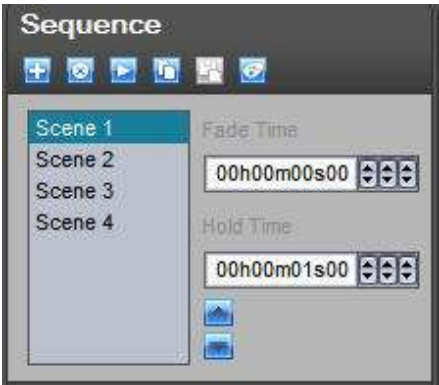 Sequence
Scene 1
Scene 2
Scene 3
Scene 4
Fade Time
00h00m00s00
Hold Time
00h00m01s00